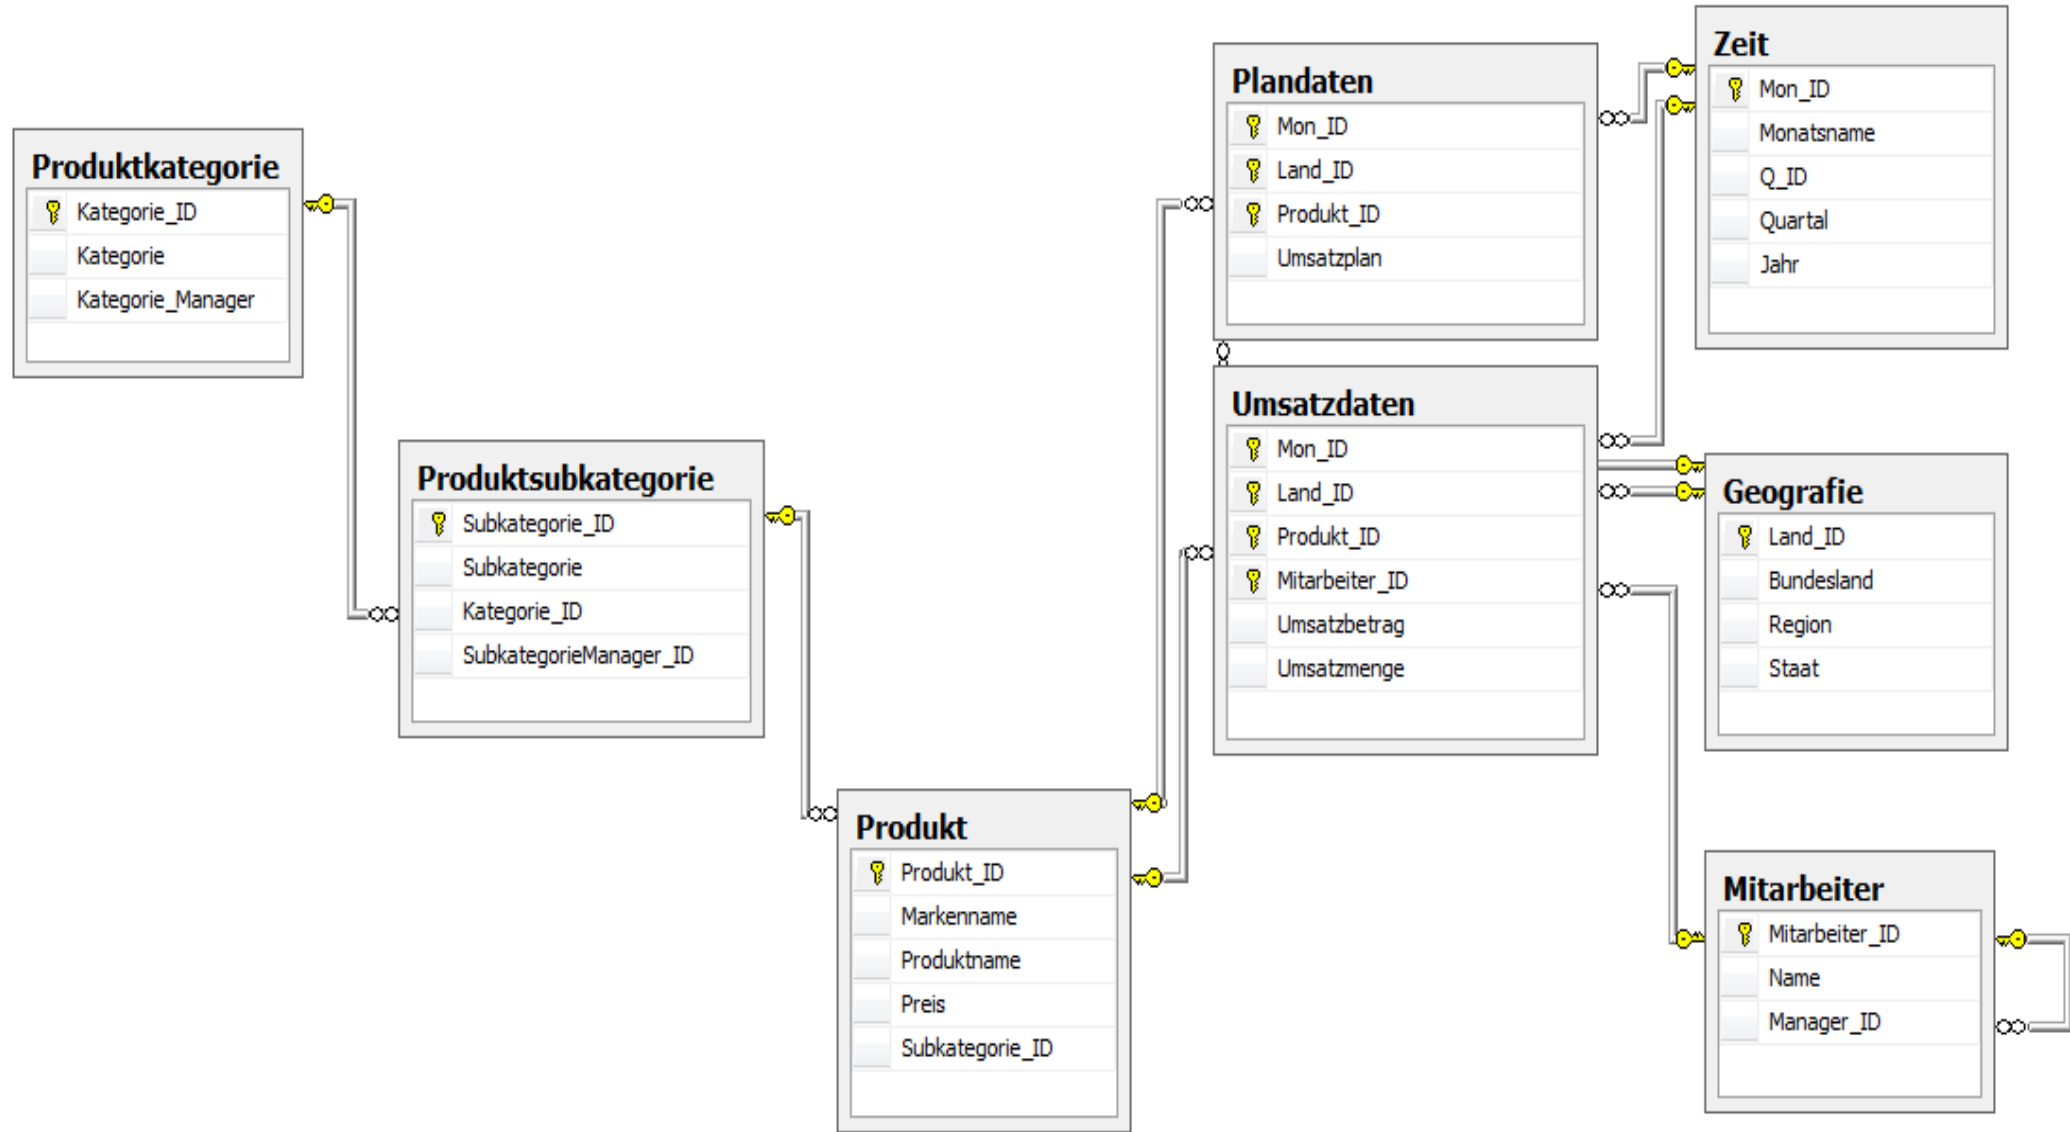 Produktkategorie
Kategorie_ID
Kategorie
Kategorie_Manager
Produktsubkategorie
Subkategorie_ID
Subkategorie
Kategorie_ID
SubkategorieManager_ID
Produkt
Produkt_ID
Markenname
Produktname
Preis
Subkategorie_ID
Plandaten
Mon_ID
Land_ID
Produkt_ID
Umsatzplan
Umsatzdaten
Mon_ID
Land_ID
Produkt_ID
Mitarbeiter_ID
Umsatzbetrag
Umsatzmenge
Zeit
Mon_ID
Monatsname
Q_ID
Quartal
Jahr
Geografie
Land_ID
Bundesland
Region
Staat
Mitarbeiter
Mitarbeiter_ID
Name
Manager_ID